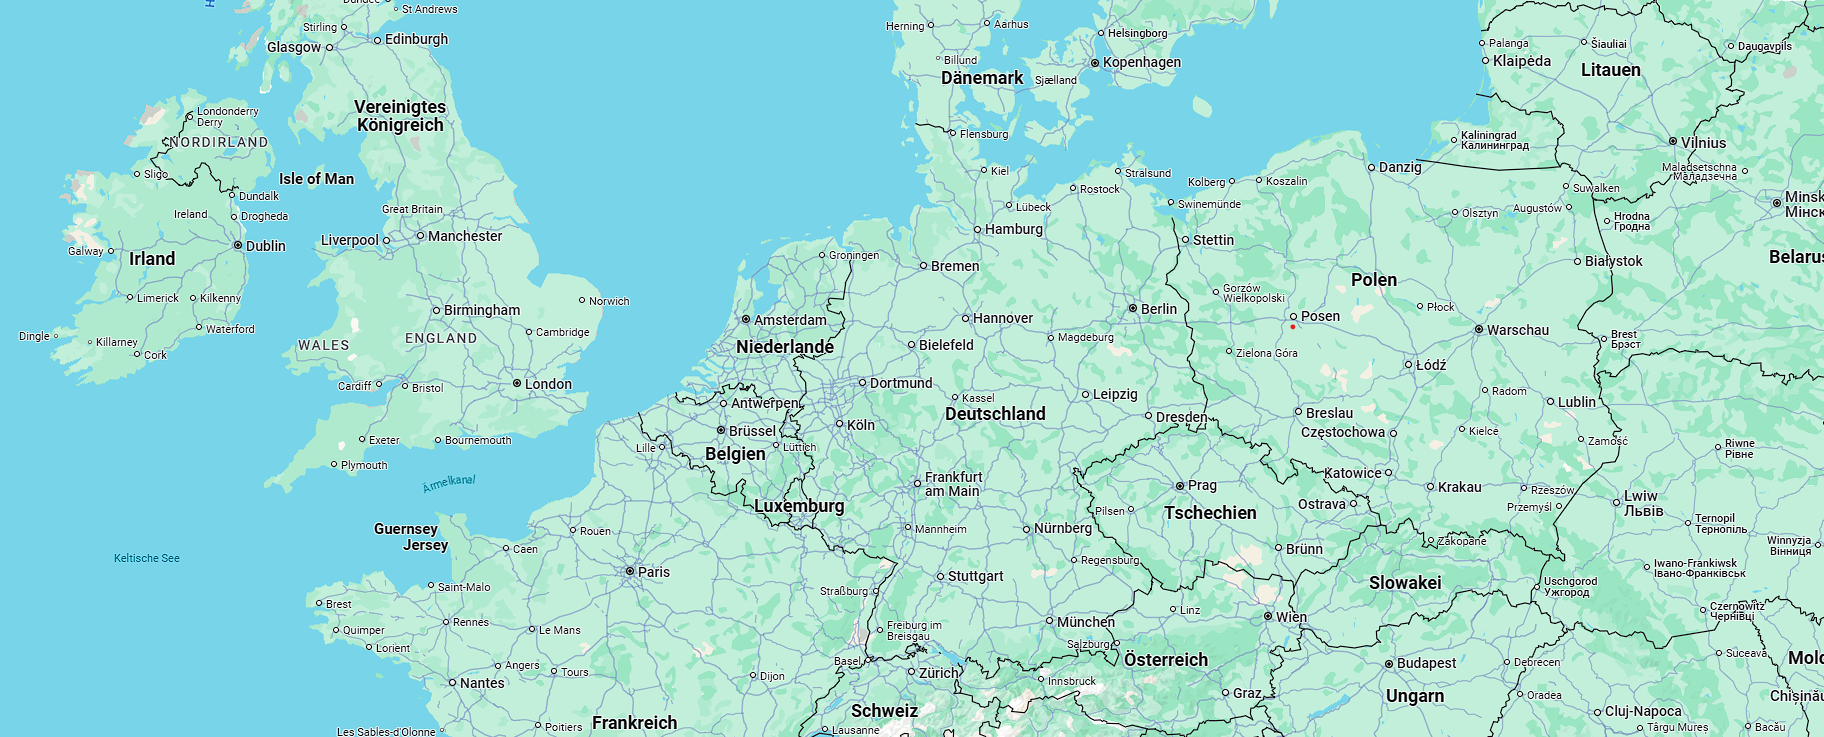 Dundee
St Andrews
Stirling
Glasgow
Edinburgh
Herning
Aarhus
Helsingborg
Billund
Dänemark
Sjælland
Kopenhagen
Palanga
Šiauliai
Daugavpils
Klaipėda
Litauen
Vereinigtes
Königreich
Londonderry
Derry
NORDIRLAND
Flensburg
Kaliningrad
Калининград
Vilnius
Sligo
Isle of Man
Kiel
Stralsund
Danzig
Maladsetschna
Маладзечна
Rostock
Kolberg
Koszalin
Suwalken
Dundalk
Ireland
Drogheda
Great Britain
Lübeck
Swinemünde
Olsztyn
Augustów
Minsk
Мінск
Hrodna
Гродна
Dublin
Liverpool
Manchester
Hamburg
Stettin
Galway
Irland
Groningen
Bremen
Białystok
Belarus
Polen
Limerick
Kilkenny
Norwich
Gorzów
Wielkopolski
Płock
Birmingham
Amsterdam
Hannover
Berlin
Posen
Warschau
Waterford
Dingle
Killarney
Cork
WALES
ENGLAND
Cambridge
Niederlande
Bielefeld
Magdeburg
Zielona Góra
Brest
Брэст
Łódź
Cardiff
Bristol
London
Dortmund
Kassel
Leipzig
Radom
Lublin
Antwerpen
Deutschland
Dresden
Breslau
Brüssel
Köln
Częstochowa
Kielce
Zamość
Exeter
Bournemouth
Lille
Lüttich
Belgien
Riwne
Рівне
Plymouth
Ärmelkanal
Frankfurt
am Main
Prag
Katowice
Krakau
Rzeszów
Lwiw
Львів
Luxemburg
Pilsen
Tschechien
Ostrava
Przemyśl
Guernsey
Jersey
Rouen
Mannheim
Nürnberg
Ternopil
Тернопіль
Keltische See
Caen
Brünn
Zakopane
Winnyzja
Вінниця
Regensburg
Paris
Stuttgart
Slowakei
Iwano-Frankiwsk
Івано-Франківськ
Saint-Malo
Straßburg
Uschgorod
Ужгород
Brest
Linz
Wien
Czernowitz
Чернівці
Quimper
Rennes
Le Mans
Freiburg im
Breisgau
München
Lorient
Salzburg
Basel
Österreich
Budapest
Debrecen
Suceava
Angers
Tours
Dijon
Zürich
Innsbruck
Nantes
Graz
Ungarn
Oradea
Chișinău
Schweiz
Cluj-Napoca
Frankreich
Poitiers
Les Sables-d'Olonne
Lausanne
Târgu Mureș
Bacău